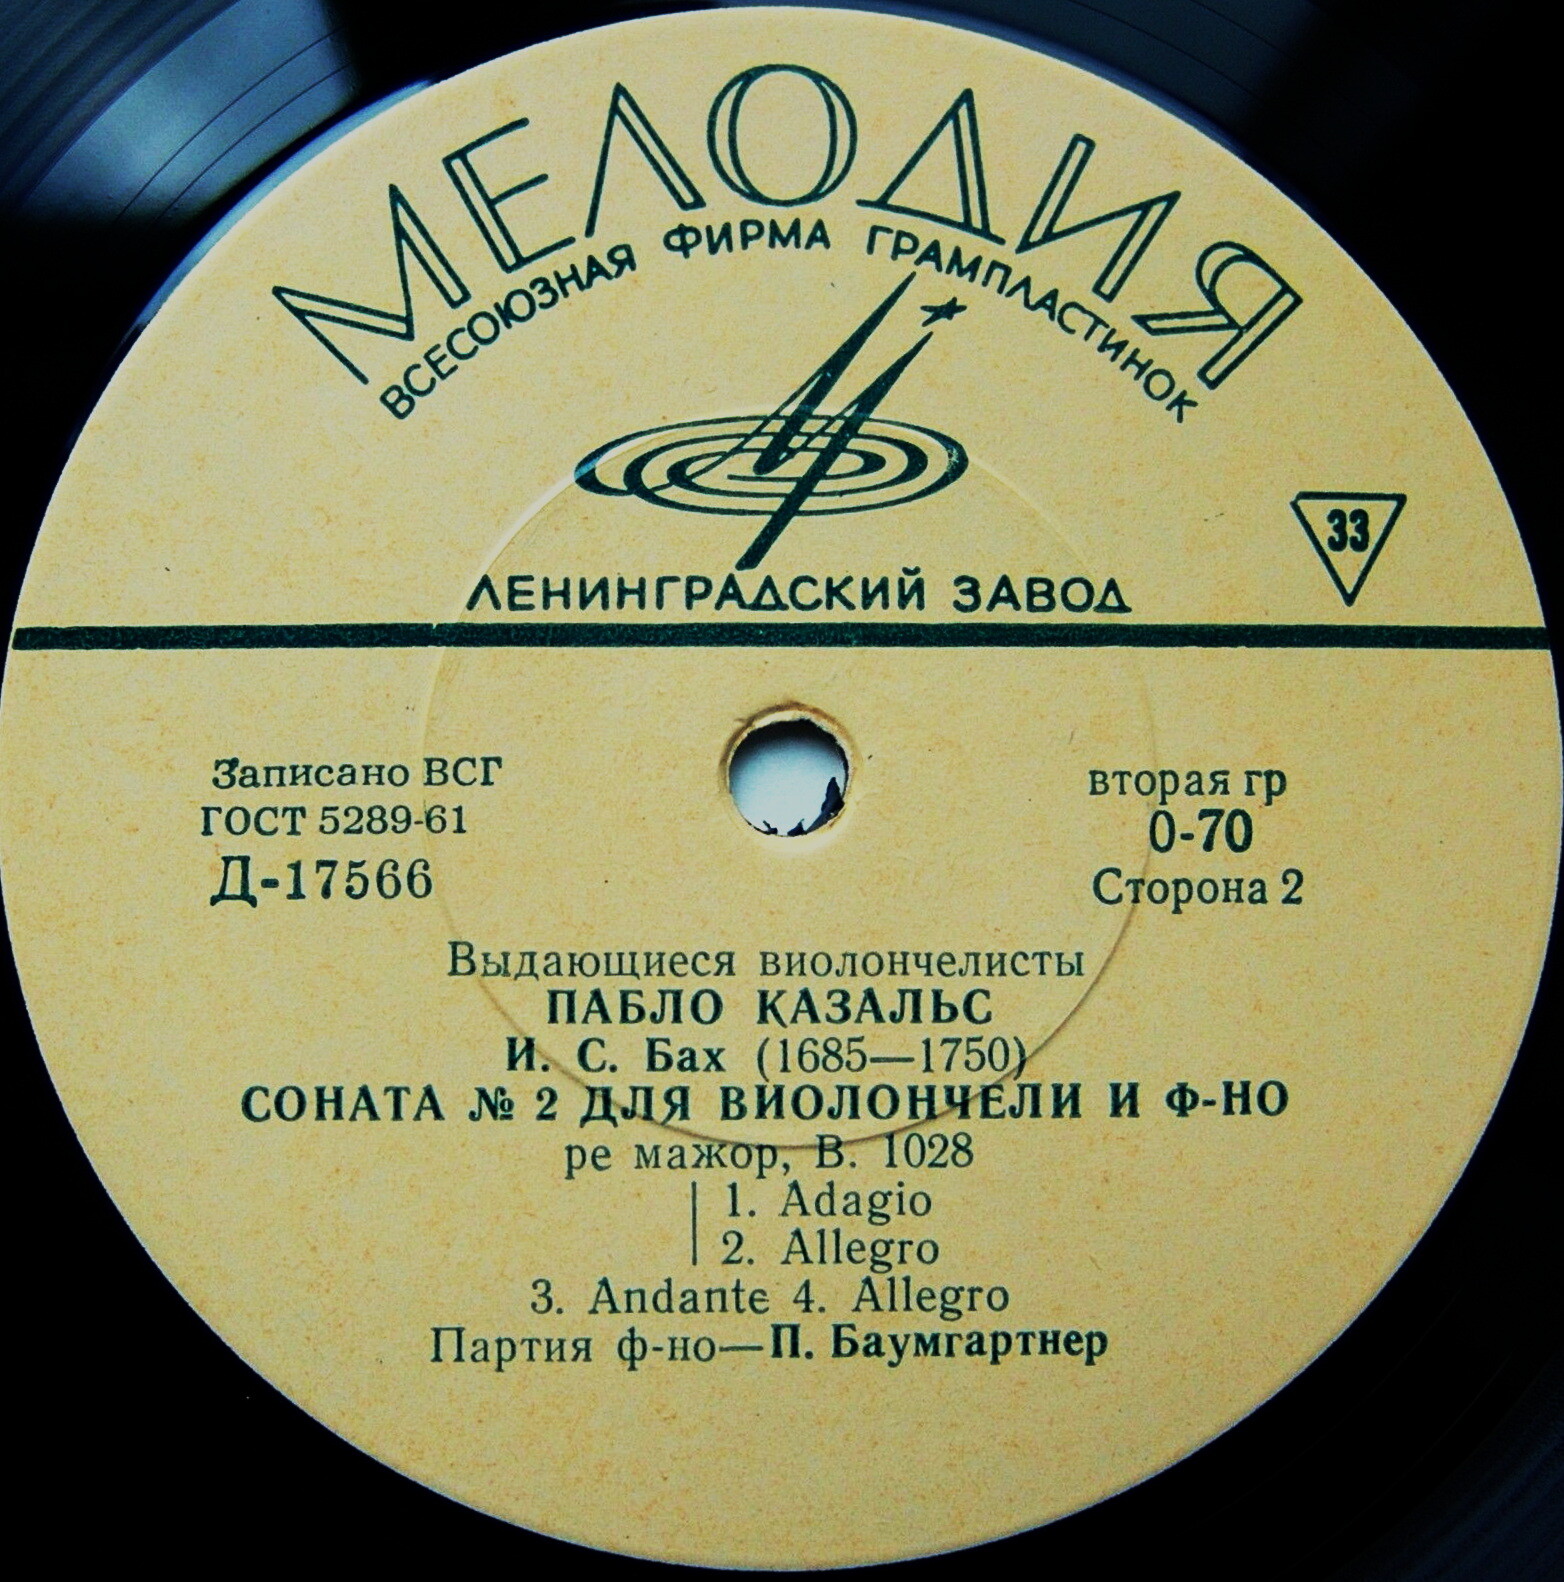 МЕЛОДИЯ
ВСЕСОЮЗНАЯ ФИРМА ГРАМПЛАСТИНОК
33
ЛЕНИНГРАДСКИЙ ЗАВОД
Записано ВСГ
ГОСТ 5289-61
Д-17566
вторая гр
0-70
Сторона 2
Выдающиеся виолончелисты
ПАБЛО КАЗАЛЬС
И. С. Бах (1685—1750)
СОНАТА № 2 ДЛЯ ВИОЛОНЧЕЛИ И Ф-НО
ре мажор, В. 1028
1. Adagio
2. Allegro
3. Andante 4. Allegro
Партия ф-но—П. Баумгартнер